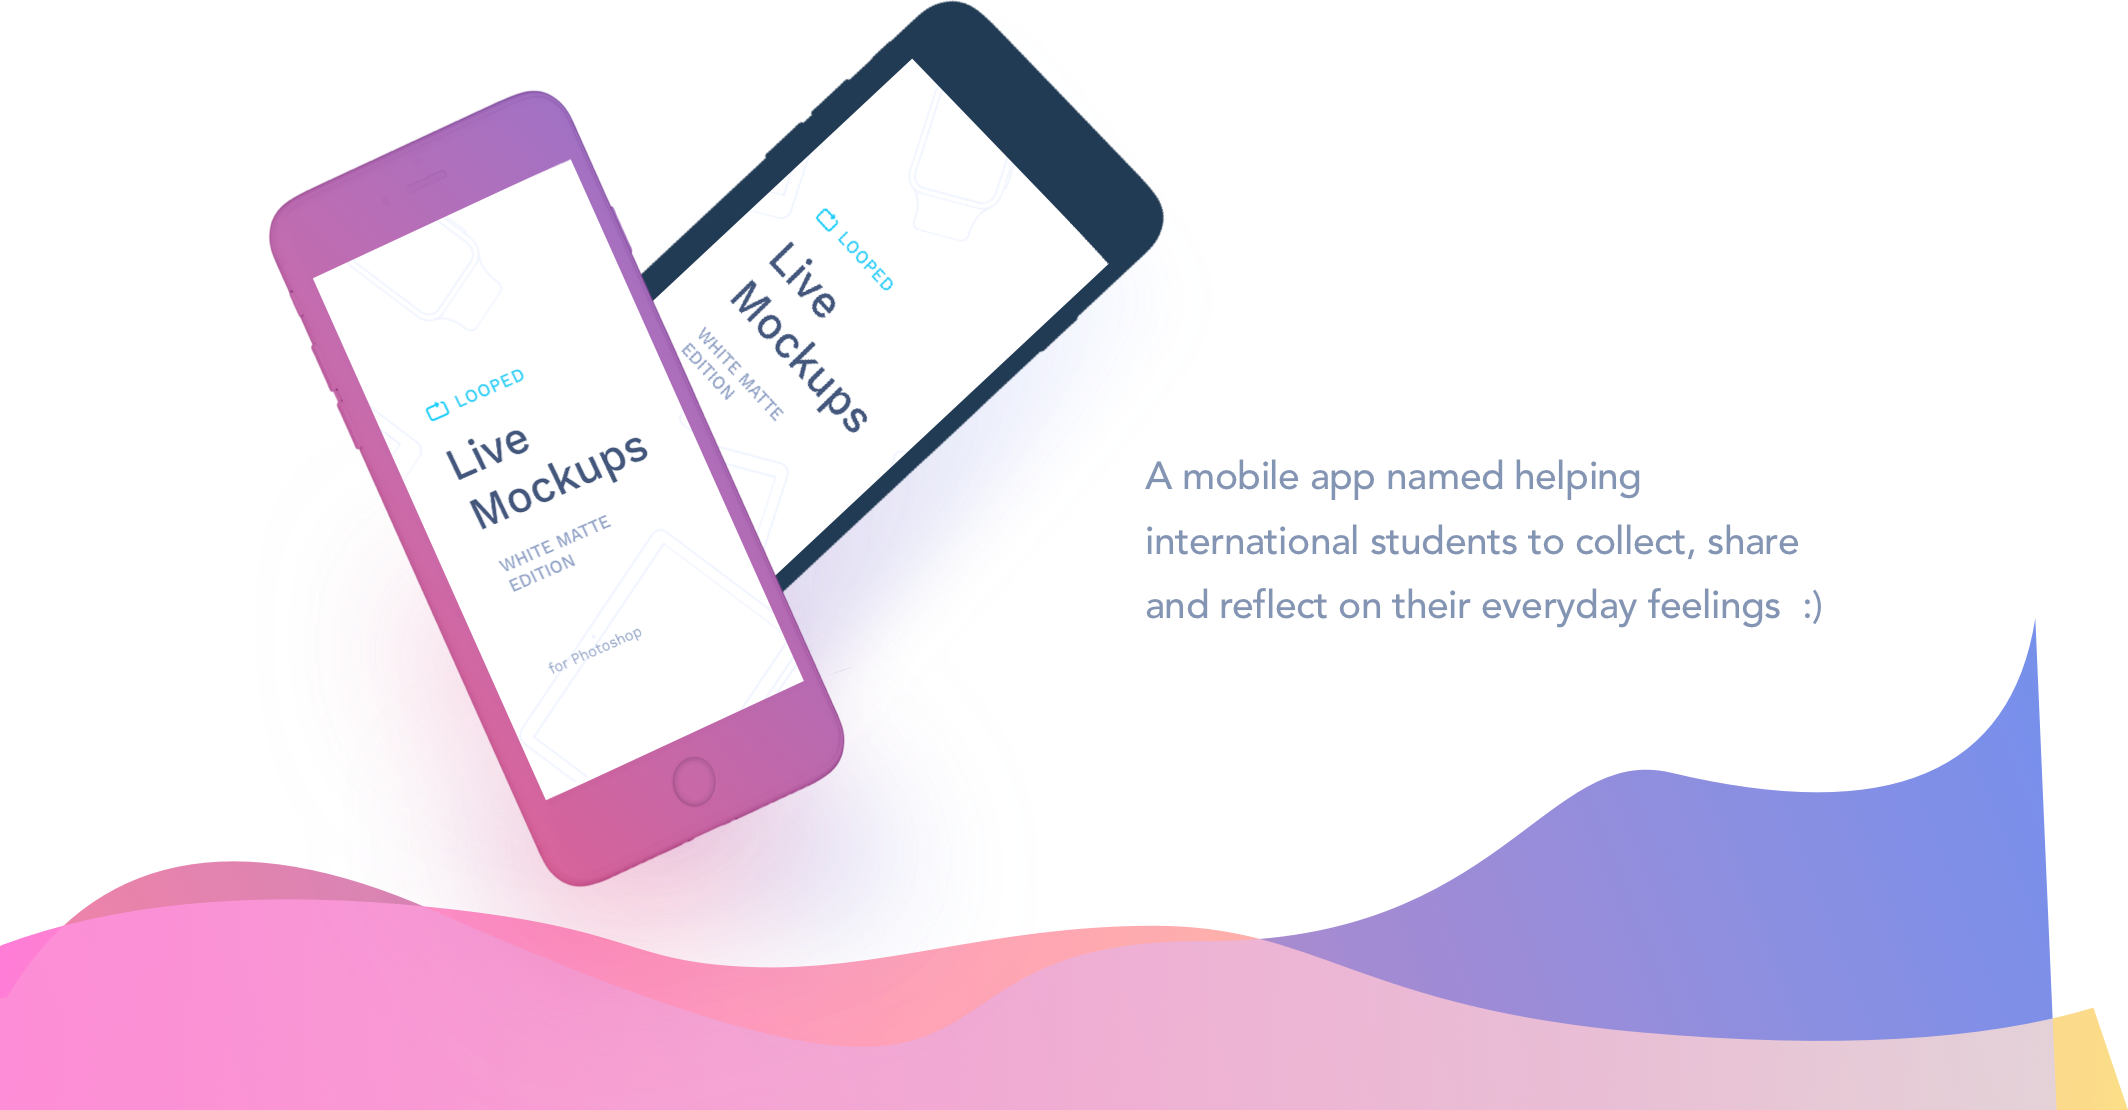 LOOPED
Live
Mockups
WHITE MATTE
EDITION
for Photoshop
LOOPED
Live
Mockups
WHITE MATTE
EDITION
A mobile app named helping
international students to collect, share
and reflect on their everyday feelings  :)